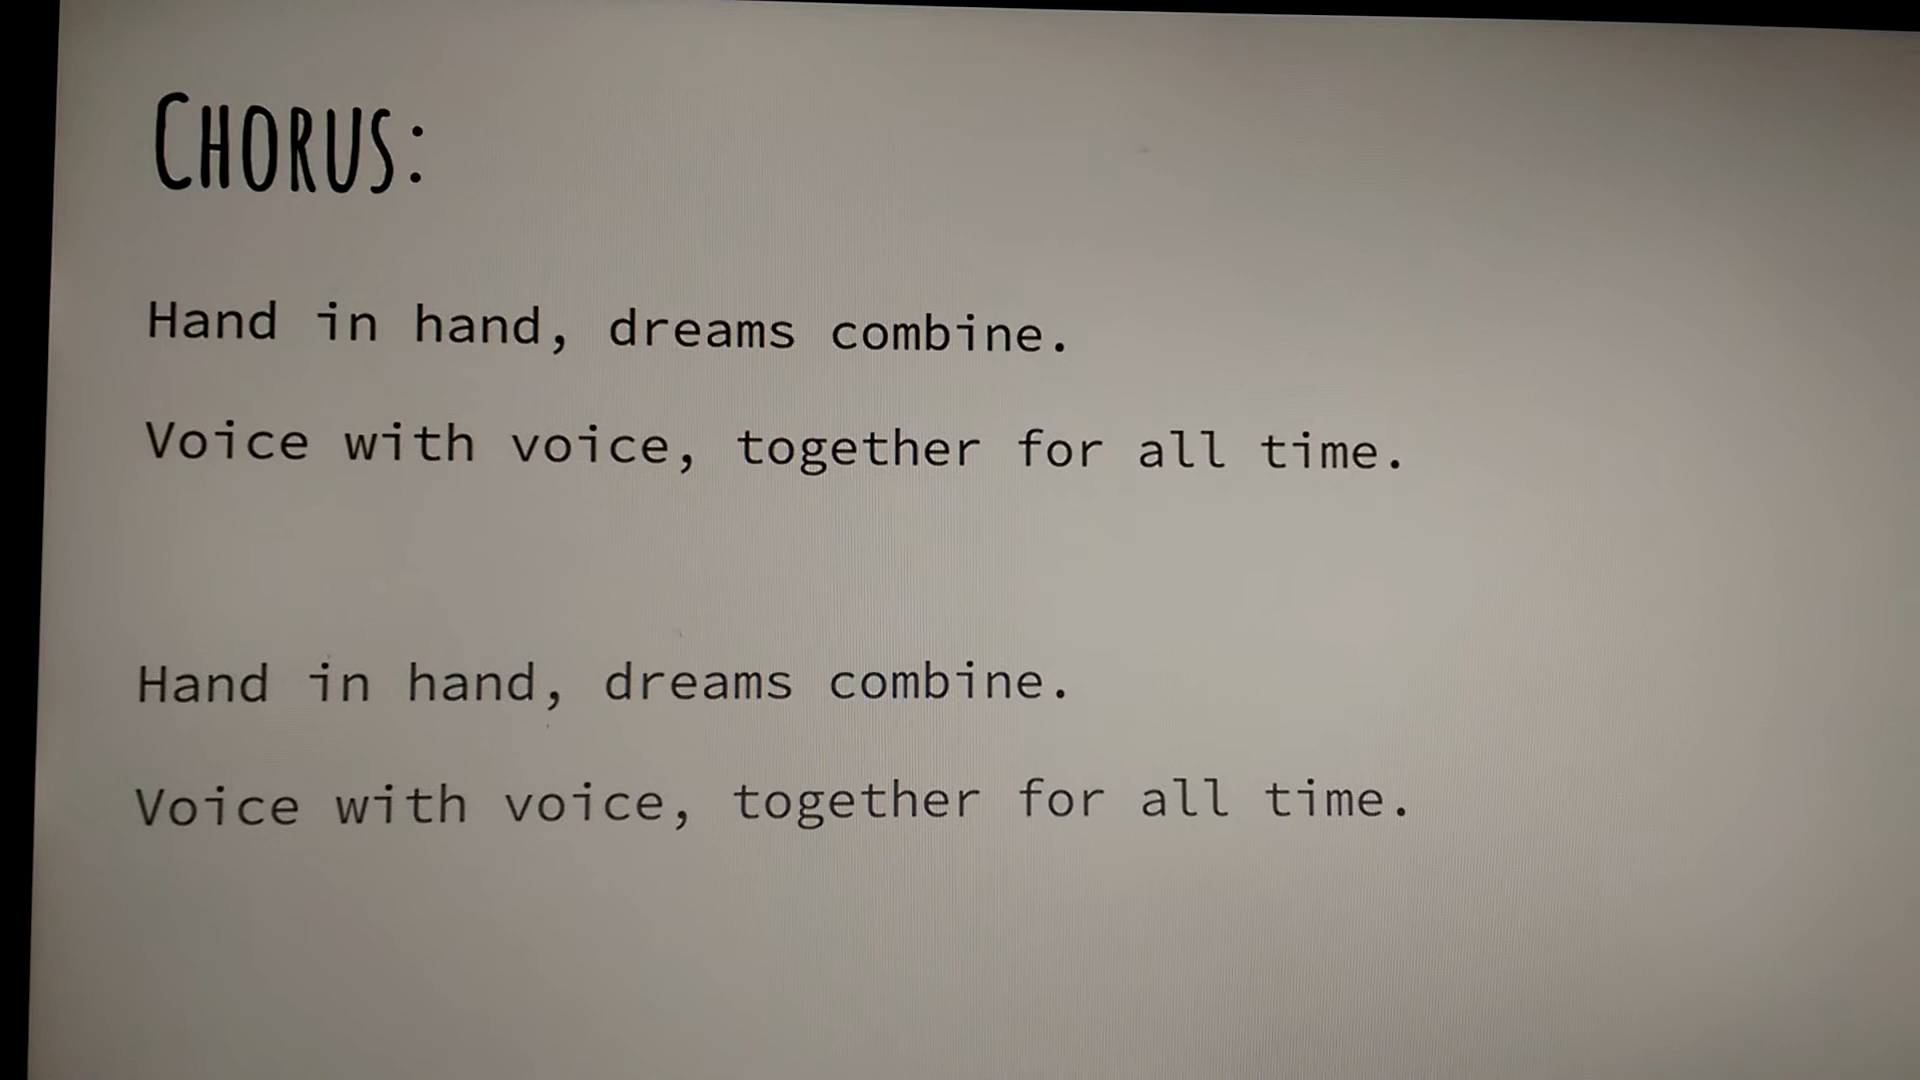 CHORUS:
Hand in hand, dreams combine.
Voice with voice, together for all time.
Hand in hand, dreams combine.
Voice with voice, together for all time.